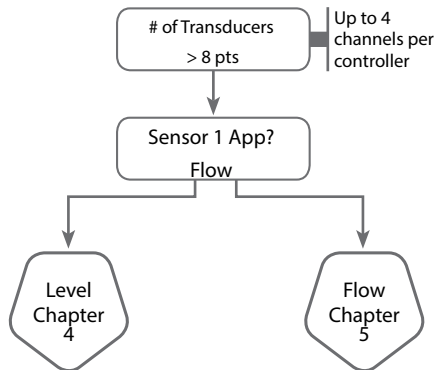 # of Transducers
> 8 pts
Up to 4
channels per
controller
Sensor 1 App?
Flow
Level
Chapter
4
Flow
Chapter
5